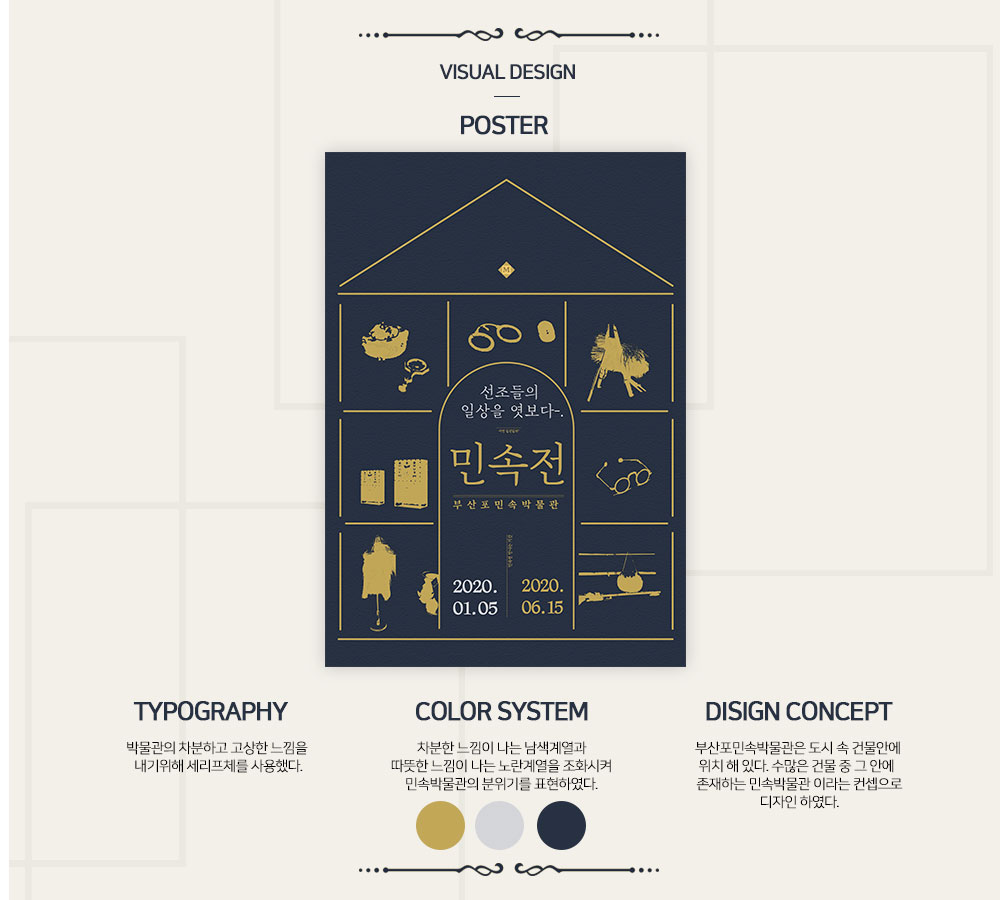 VISUAL DESIGN
POSTER
M
선조들의
일상을 엿보다-.
민속전
부산포민속박물관
2020.
01.05
2020.
06.15
TYPOGRAPHY
박물관의 차분하고 고상한 느낌을
내기위해 세리프체를 사용했다.
COLOR SYSTEM
차분한 느낌이 나는 남색계열과
따뜻한 느낌이 나는 노란계열을 조화시켜
민속박물관의 분위기를 표현하였다.
DISIGN CONCEPT
부산포민속박물관은 도시 속 건물안에
위치 해 있다. 수많은 건물 중 그 안에
존재하는 민속박물관 이라는 컨셉으로
디자인 하였다.